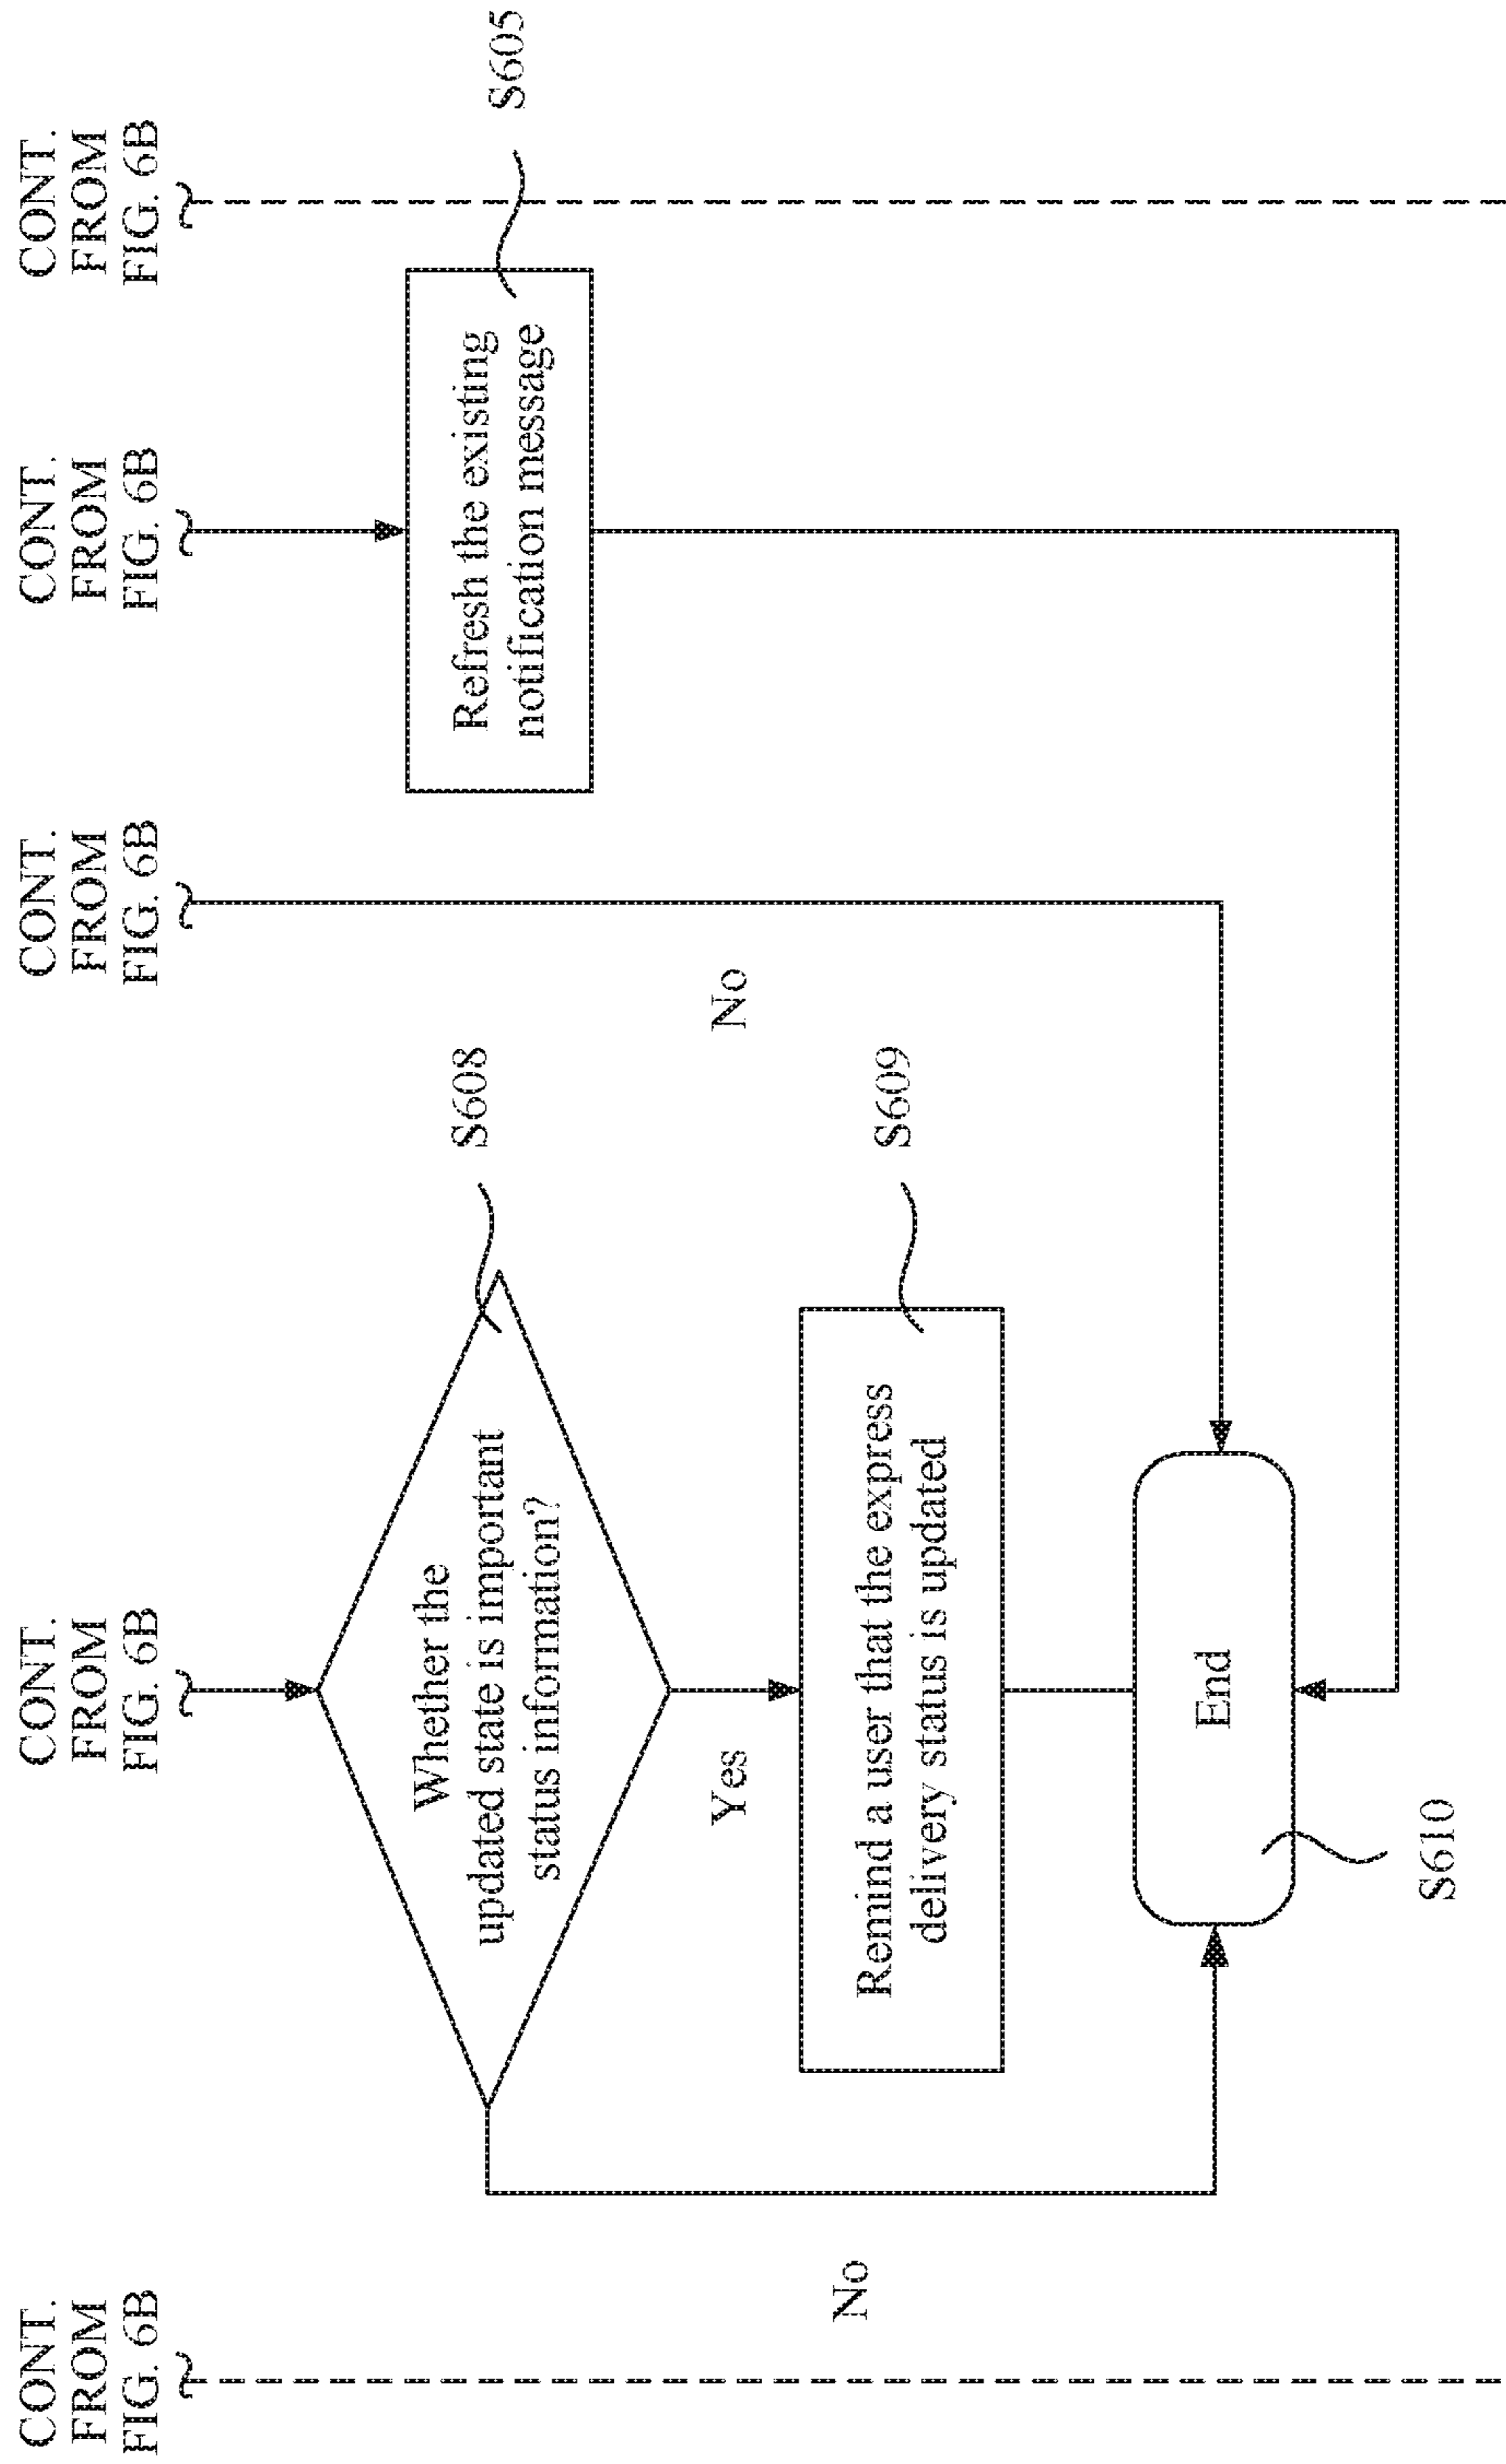 CONT.
FROM
FIG. 6B
CONT.
FROM
FIG. 6B
CONT.
FROM
FIG. 6B
CONT.
FROM
FIG. 6B
CONT.
FROM
FIG. 6B
Whether the
updated state is important
status information?
S608
Refresh the existing
notification message
S605
Yes
No
No
Remind a user that the express
delivery status is updated
S609
End
S610